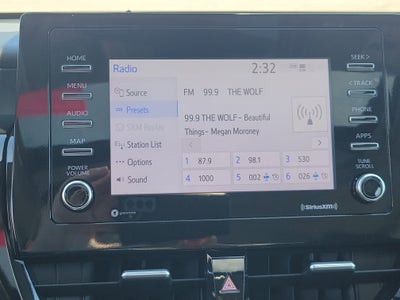 Radio 2:32
HOME
MENU
AUDIO
MAP
POWER
VOLUME
Source
Presets
SXM Replay
Station List
Options
Sound
FM 99.9 THE WOLF
99.9 THE WOLF - Beautiful
Things - Megan Moroney
< >
1 87.9 2 98.1 3 530
4 1000 5 002 6 026
SEEK >
< TRACK
PHONE
APPS
TUNE
SCROLL
SiriusXM